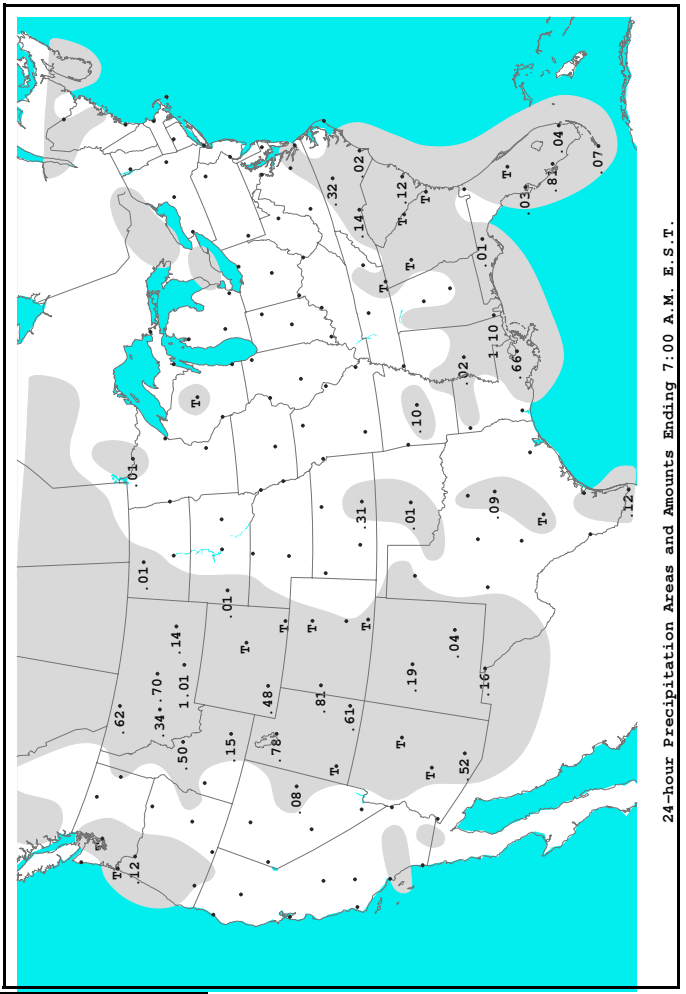 T
.62
.12
.01
.01
.34
.70
.14
.50
1.01
T
.01
.15
T
.48
.78
T
.08
T
.81
.32
T
.61
.14
.02
.31
T
T
T
.12
T
T
.01
.19
.10
T
T
.04
.02
.52
.01
.16
1.10
.09
T
.66
.03
T
.81
.04
.07
.12
24-hour Precipitation Areas and Amounts Ending 7:00 A.M. E.S.T.